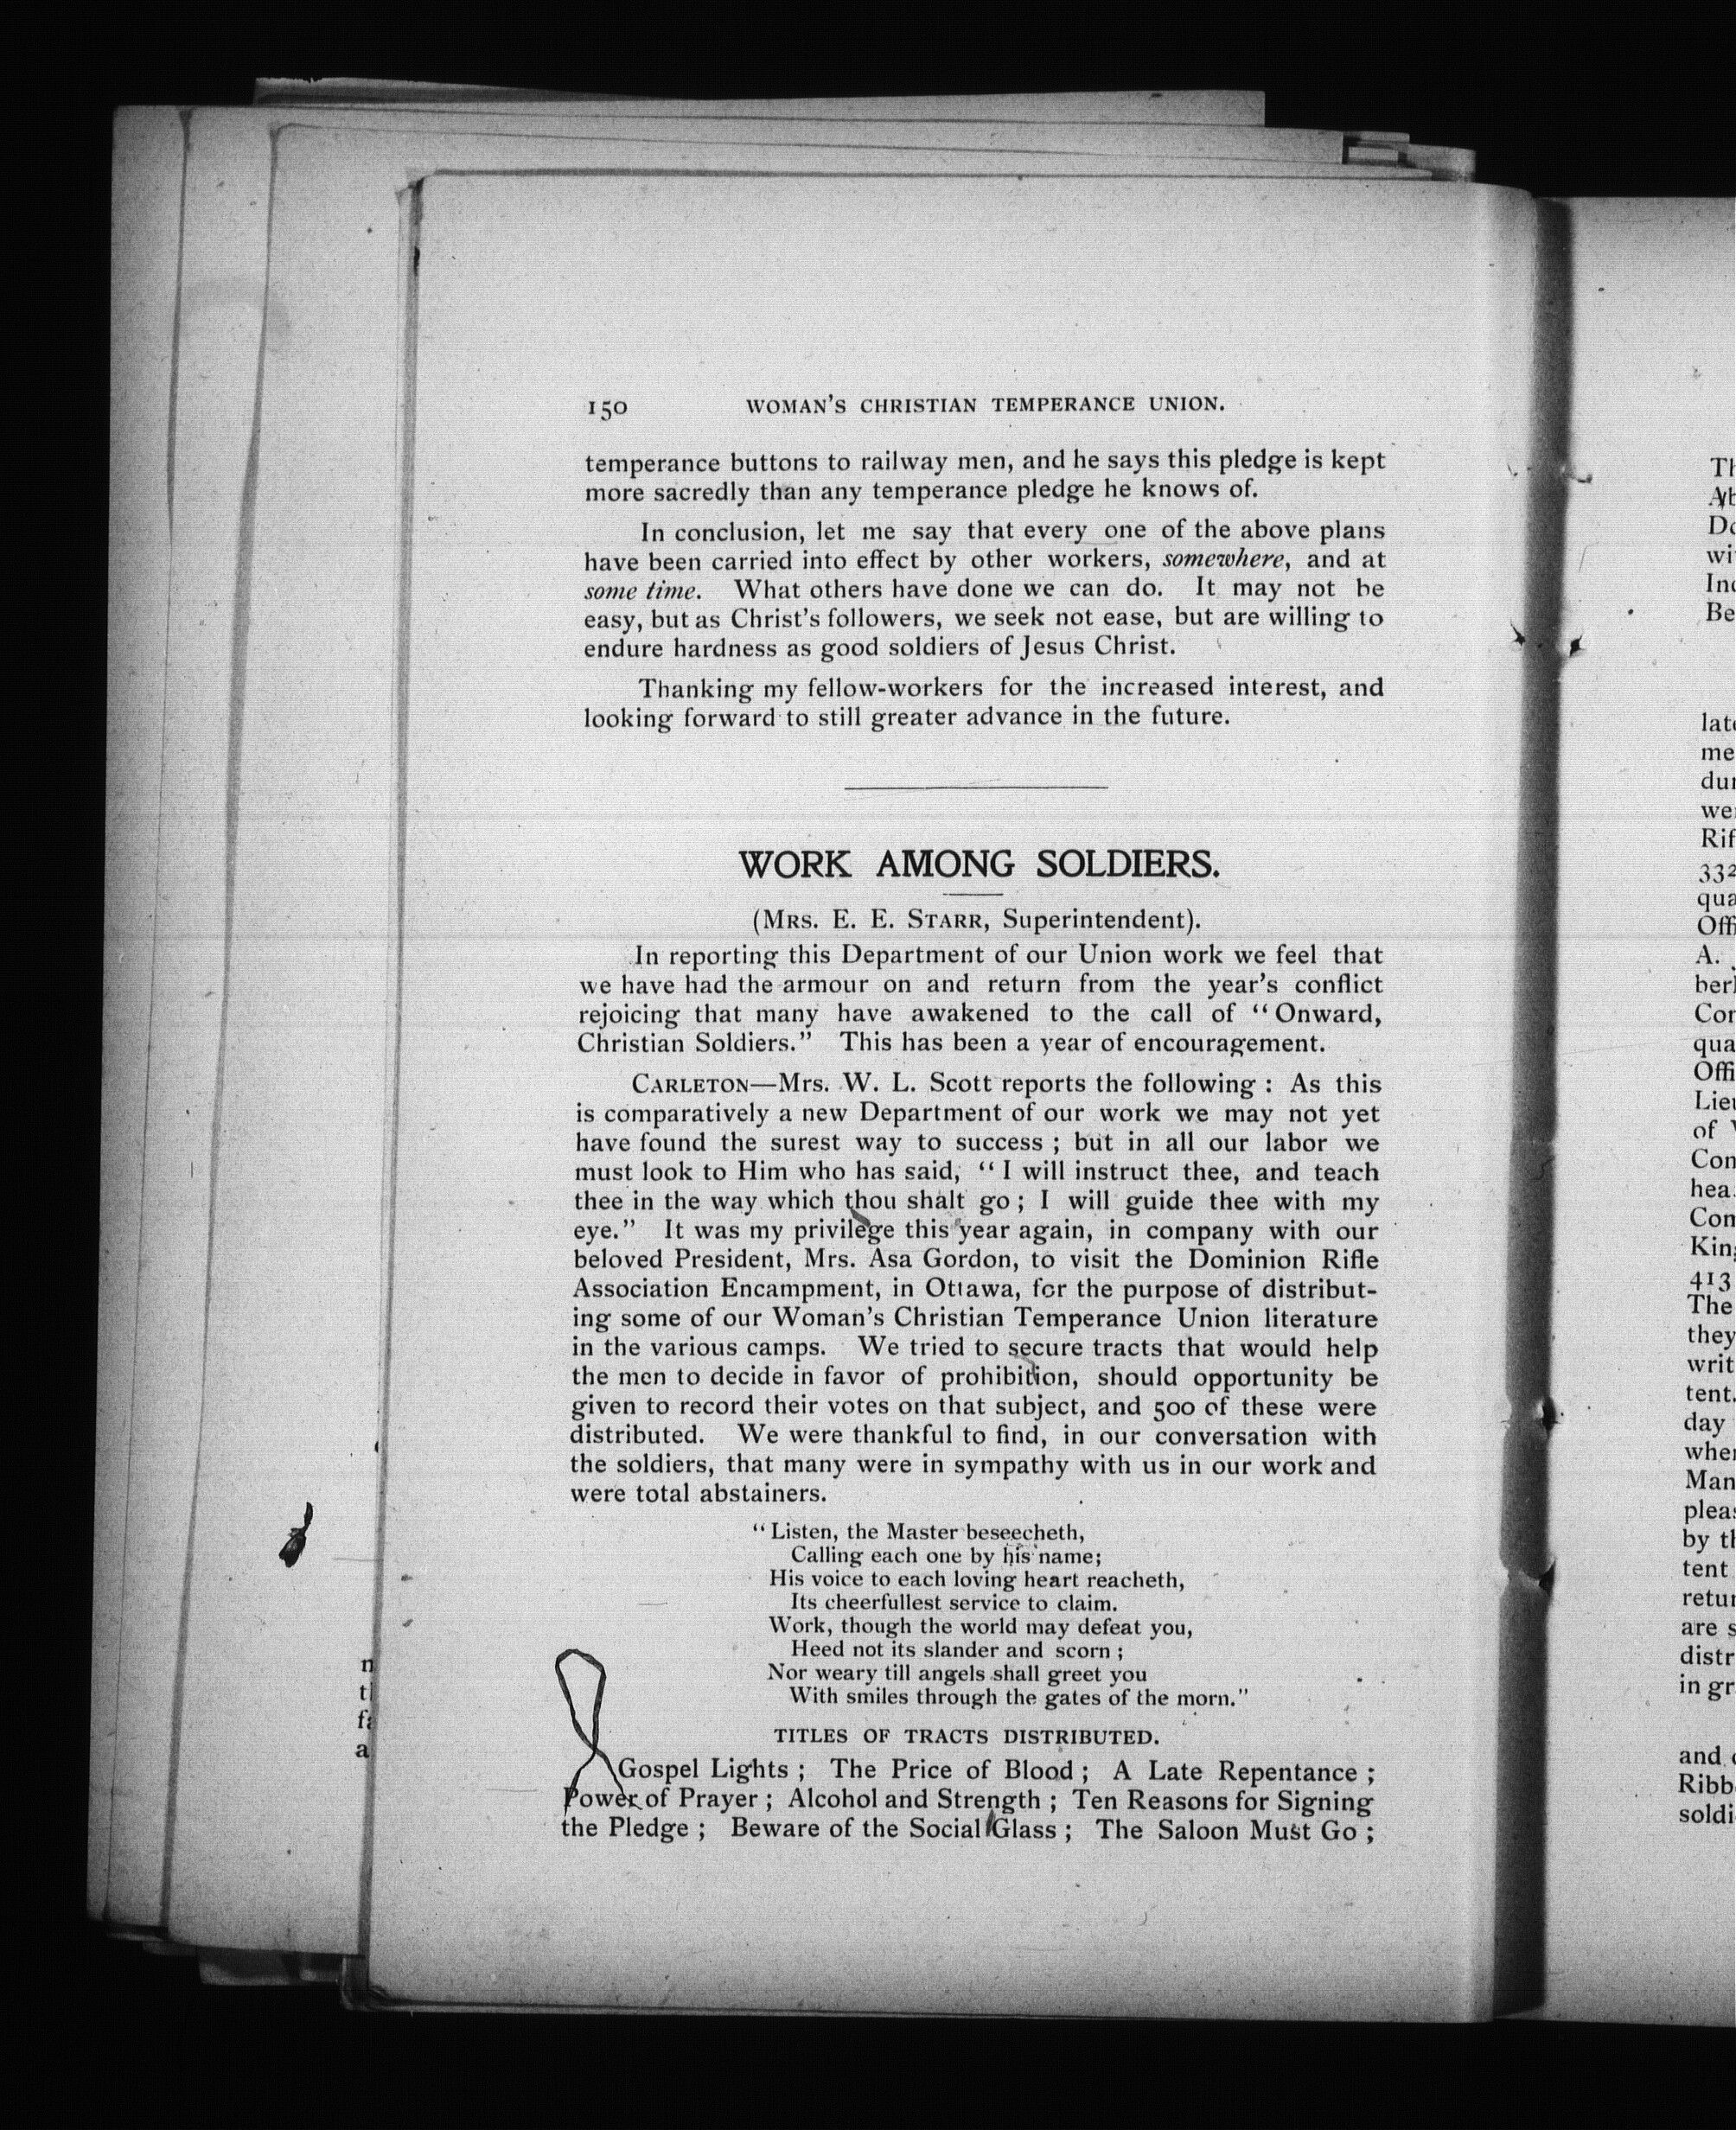 150 WOMAN'S CHRISTIAN TEMPERANCE UNION.
temperance buttons to railway men, and he says this pledge is kept
more sacredly than any temperance pledge he knows of.
In conclusion, let me say that every one of the above plans
have been carried into effect by other workers, somewhere, and at
some time. What others have done we can do. It may not be
easy, but as Christ's followers, we seek not ease, but are willing to
endure hardness as good soldiers of Jesus Christ.
Thanking my fellow-workers for the increased interest, and
looking forward to still greater advance in the future.
WORK AMONG SOLDIERS.
(MRS. E. E. STARR, Superintendent).
In reporting this Department of our Union work we feel that
we have had the armour on and return from the year's conflict
rejoicing that many have awakened to the call of "Onward,
Christian Soldiers." This has been a year of encouragement.
CARLETON—Mrs. W. L. Scott reports the following : As this
is comparatively a new Department of our work we may not yet
have found the surest way to success ; but in all our labor we
must look to Him who has said, "I will instruct thee, and teach
thee in the way which thou shalt go ; I will guide thee with my
eye." It was my privilege this year again, in company with our
beloved President, Mrs. Asa Gordon, to visit the Dominion Rifle
Association Encampment, in Ottawa, for the purpose of distribut-
ing some of our Woman's Christian Temperance Union literature
in the various camps. We tried to secure tracts that would help
the men to decide in favor of prohibition, should opportunity be
given to record their votes on that subject, and 500 of these were
distributed. We were thankful to find, in our conversation with
the soldiers, that many were in sympathy with us in our work and
were total abstainers.
"Listen, the Master beseecheth,
Calling each one by his name;
His voice to each loving heart reacheth,
Its cheerfullest service to claim.
Work, though the world may defeat you,
Heed not its slander and scorn ;
Nor weary till angels shall greet you
With smiles through the gates of the morn."
TITLES OF TRACTS DISTRIBUTED.
Gospel Lights ; The Price of Blood ; A Late Repentance ;
Power of Prayer ; Alcohol and Strength ; Ten Reasons for Signing
the Pledge ; Beware of the Social Glass ; The Saloon Must Go ;